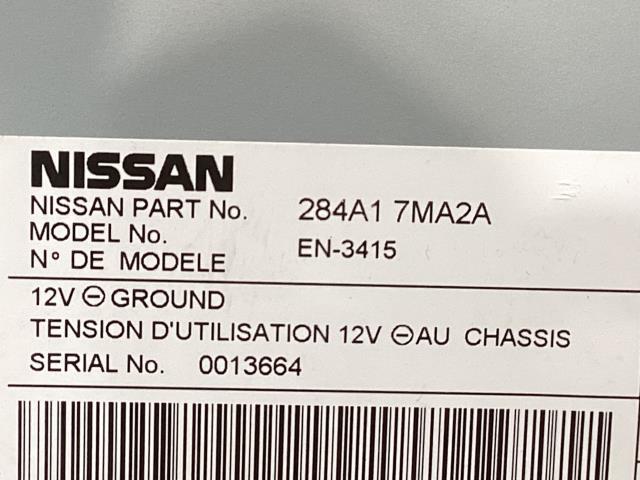 NISSAN
NISSAN PART No. 284A1 7MA2A
MODEL No.
N° DE MODELE EN-3415
12V ⊖ GROUND
TENSION D'UTILISATION 12V ⊖ AU CHASSIS
SERIAL No. 0013664